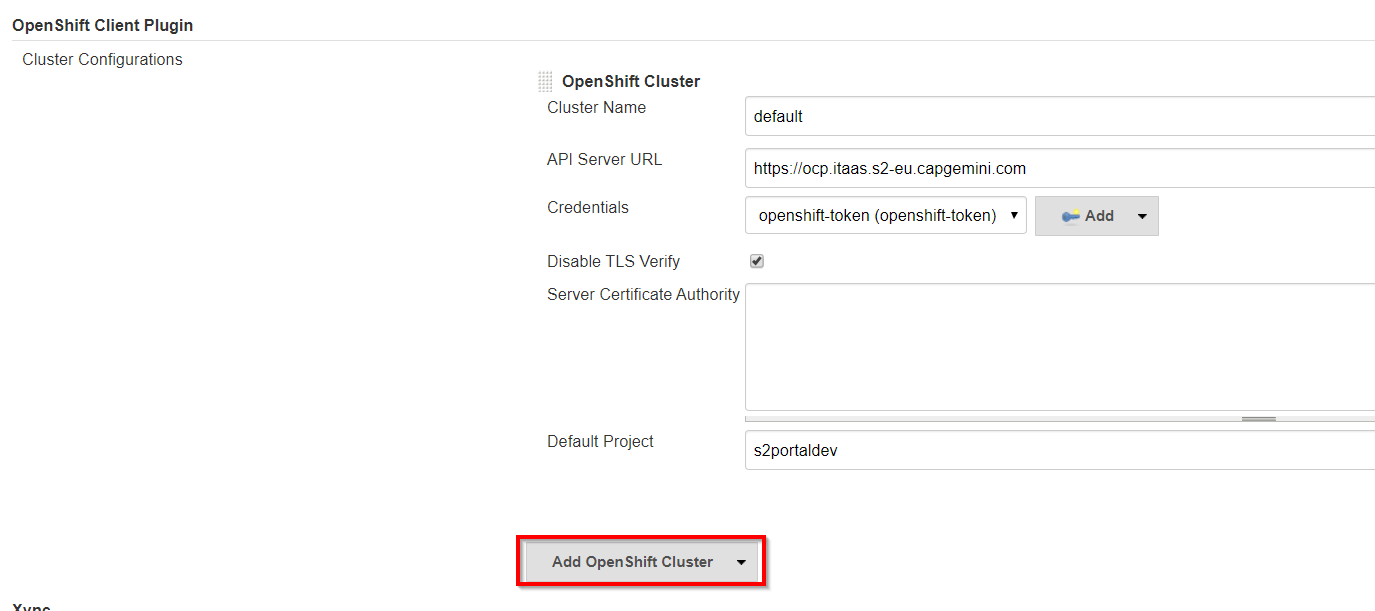 OpenShift Client Plugin
Cluster Configurations
OpenShift Cluster
Cluster Name
default
API Server URL
https://ocp.itaas.s2-eu.capgemini.com
Credentials
openshift-token (openshift-token)
Add
Disable TLS Verify
Server Certificate Authority
Default Project
s2portaldev
Add OpenShift Cluster
Xync